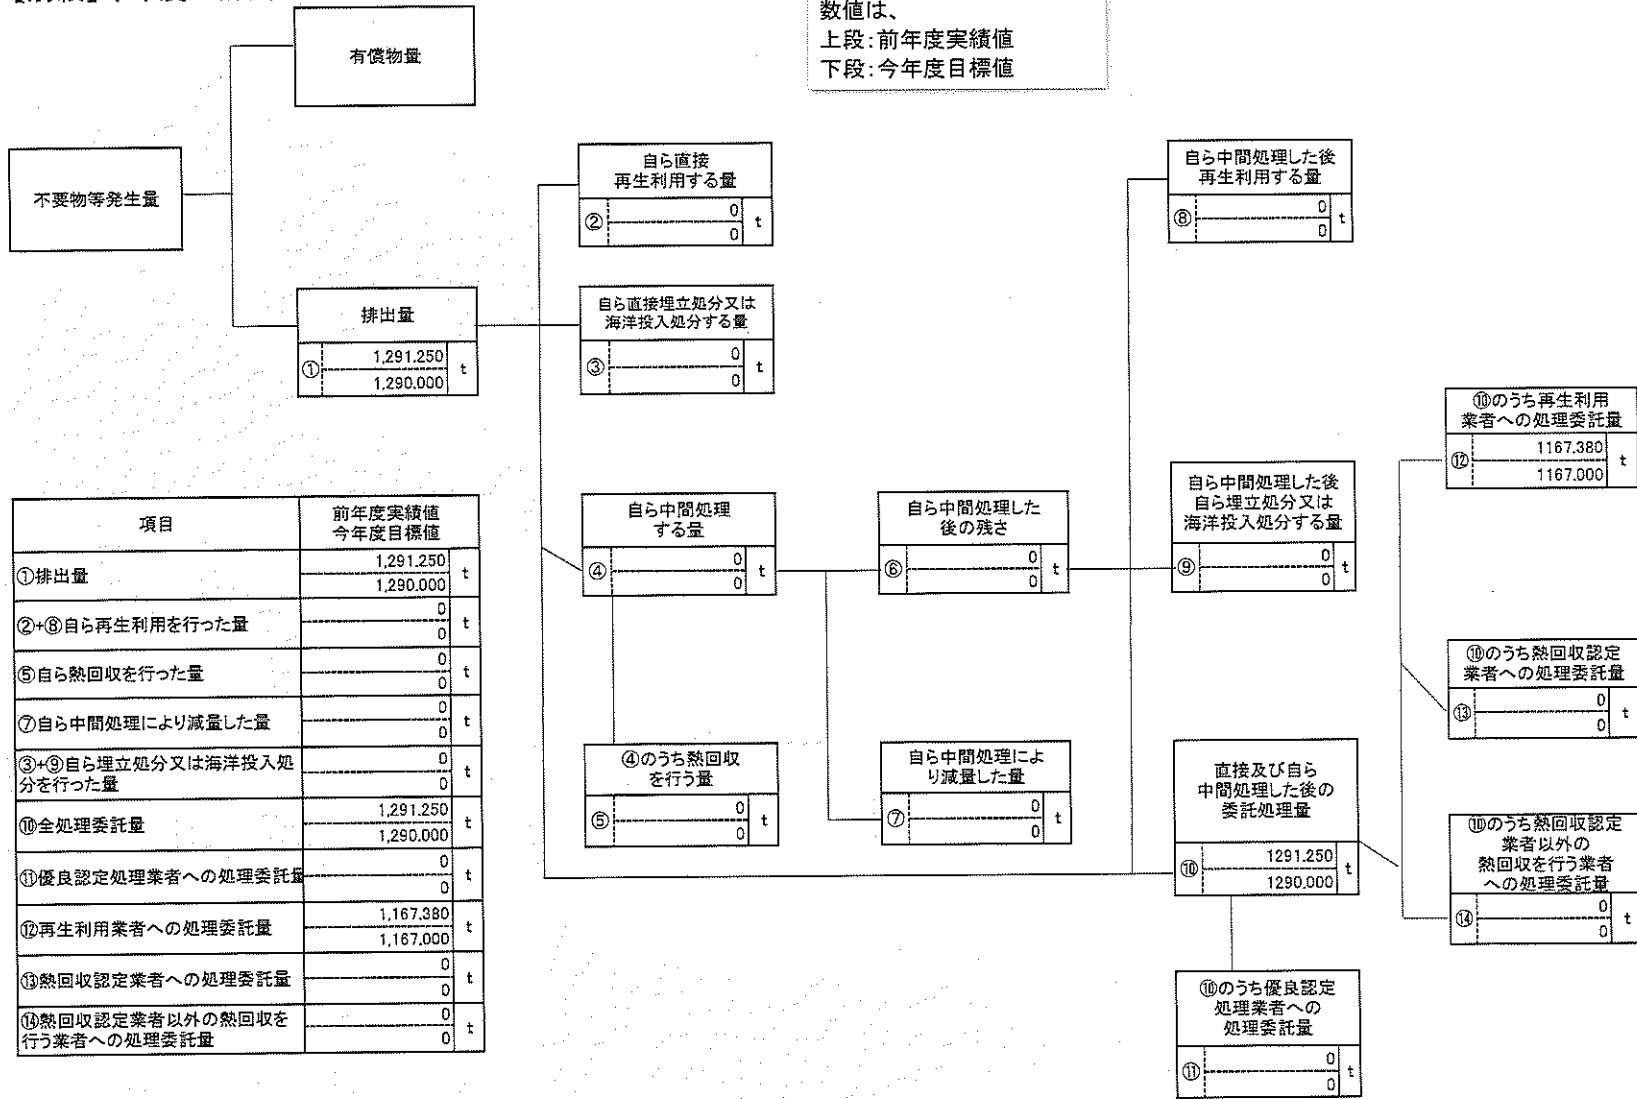 数値は、
上段:前年度実績値
下段:今年度目標値
有償物量
不要物等発生量
排出量
①
1,291.250
1,290.000
t
自ら直接
再生利用する量
②
0
0
t
自ら直接埋立処分又は
海洋投入処分する量
③
0
0
t
自ら中間処理
する量
④
0
0
t
④のうち熱回収
を行う量
⑤
0
0
t
自ら中間処理した
後の残さ
⑥
0
0
t
自ら中間処理によ
り減量した量
⑦
0
0
t
自ら中間処理した後
再生利用する量
⑧
0
0
t
自ら中間処理した後
自ら埋立処分又は
海洋投入処分する量
⑨
0
0
t
直接及び自ら
中間処理した後の
委託処理量
⑩
1291.250
1290.000
t
⑩のうち優良認定
処理業者への
処理委託量
⑪
0
0
t
⑩のうち再生利用
業者への処理委託量
⑫
1167.380
1167.000
t
⑩のうち熱回収認定
業者への処理委託量
⑬
0
0
t
⑩のうち熱回収認定
業者以外の
熱回収を行う業者
への処理委託量
⑭
0
0
t
項目
前年度実績値
今年度目標値
①排出量
1,291.250
1,290.000
t
②+⑧自ら再生利用を行った量
0
0
t
⑤自ら熱回収を行った量
0
0
t
⑦自ら中間処理により減量した量
0
0
t
③+⑨自ら埋立処分又は海洋投入処
分を行った量
0
0
t
⑩全処理委託量
1,291.250
1,290.000
t
⑪優良認定処理業者への処理委託量
0
0
t
⑫再生利用業者への処理委託量
1,167.380
1,167.000
t
⑬熱回収認定業者への処理委託量
0
0
t
⑭熱回収認定業者以外の熱回収を
行う業者への処理委託量
0
0
t